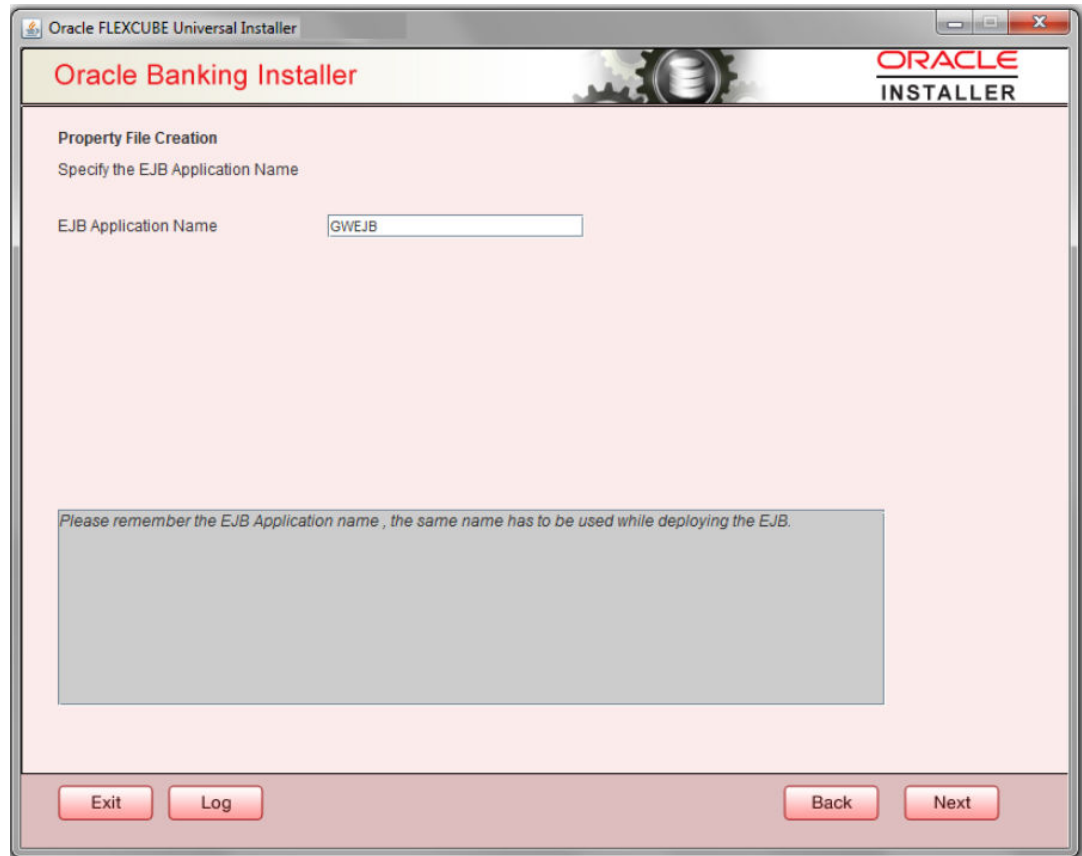 Oracle FLEXCUBE Universal Installer
Oracle Banking Installer
ORACLE
INSTALLER
Property File Creation
Specify the EJB Application Name
EJB Application Name GWEJB
Please remember the EJB Application name , the same name has to be used while deploying the EJB.
Exit Log Back Next